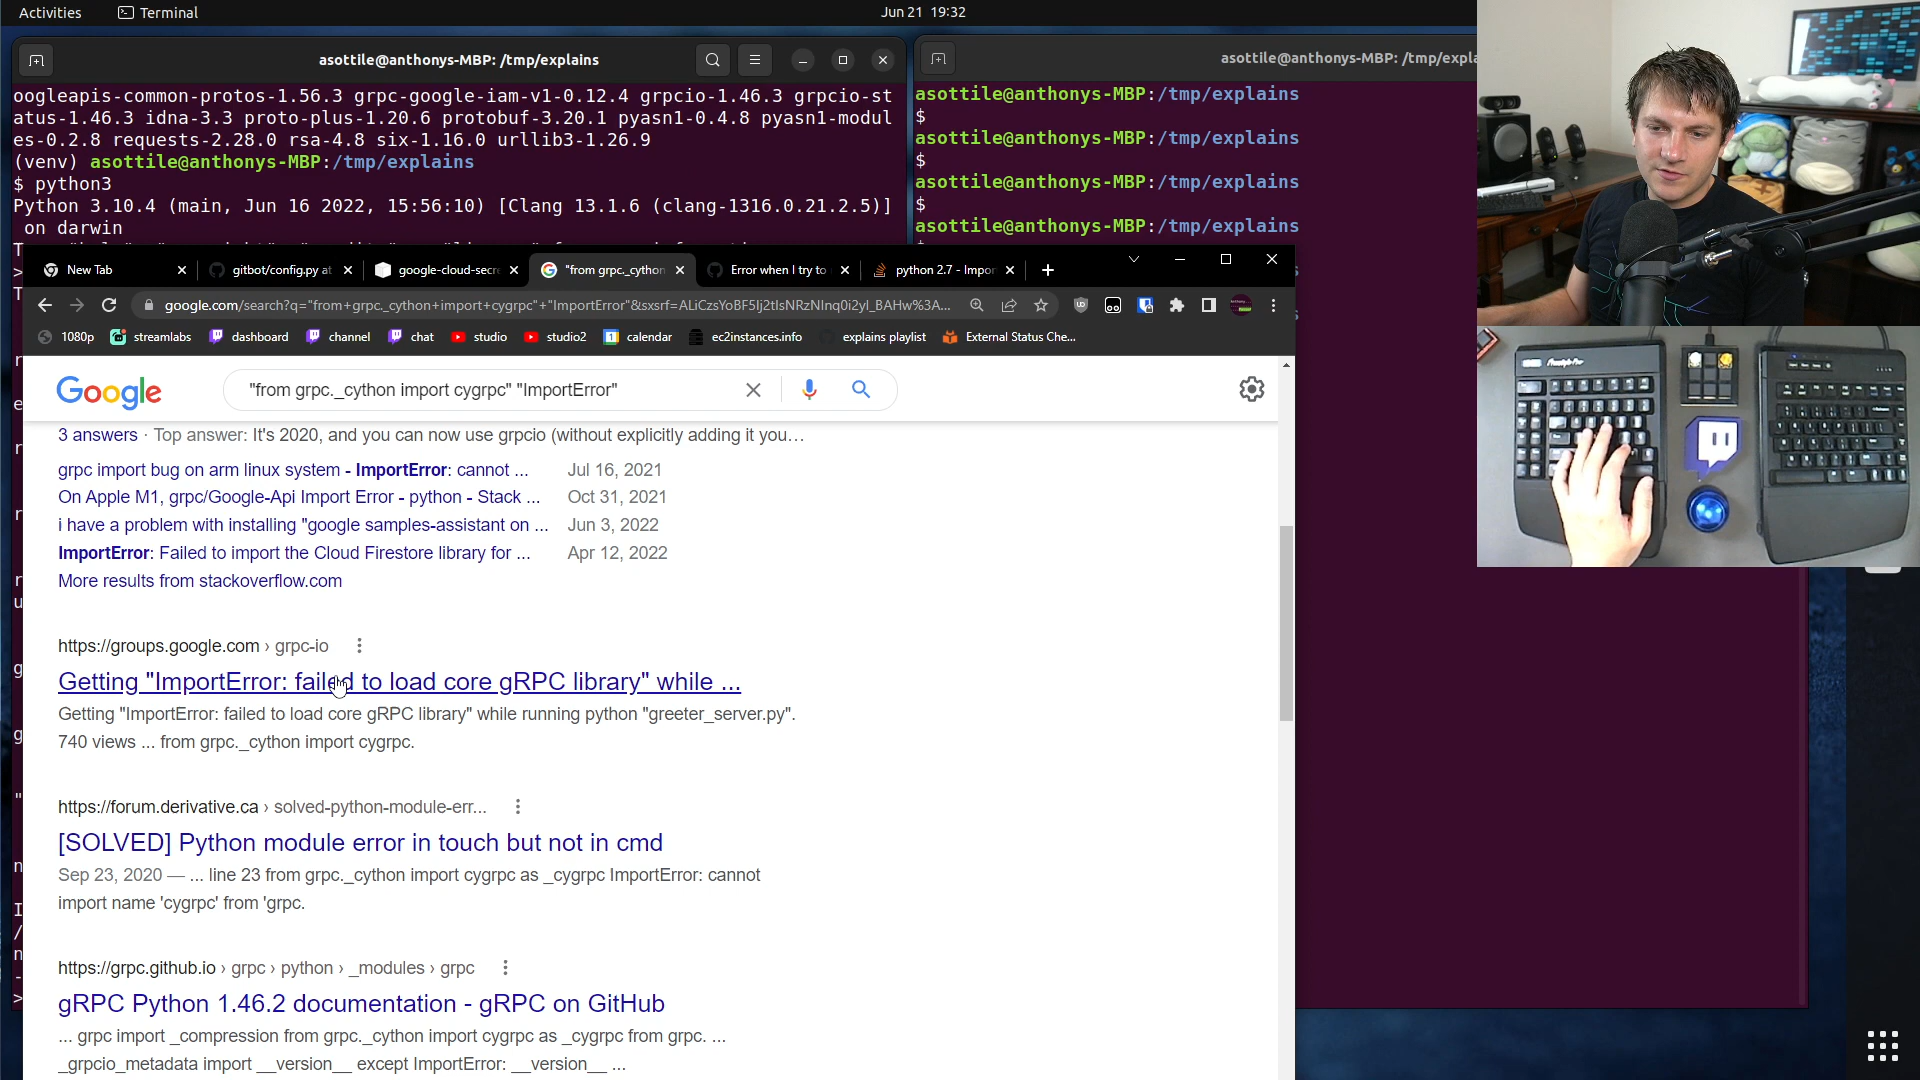 Activities
Terminal
Jun 21 19:32
asottile@anthonys-MBP: /tmp/explains
asottile@anthonys-MBP: /tmp/expla
oogleapis-common-protos-1.56.3 grpc-google-iam-v1-0.12.4 grpcio-1.46.3 grpcio-st
atus-1.46.3 idna-3.3 proto-plus-1.20.6 protobuf-3.20.1 pyasn1-0.4.8 pyasn1-modul
es-0.2.8 requests-2.28.0 rsa-4.8 six-1.16.0 urllib3-1.26.9
(venv) asottile@anthonys-MBP:/tmp/explains
$ python3
Python 3.10.4 (main, Jun 16 2022, 15:56:10) [Clang 13.1.6 (clang-1316.0.21.2.5)]
on darwin
asottile@anthonys-MBP:/tmp/explains
$
asottile@anthonys-MBP:/tmp/explains
$
asottile@anthonys-MBP:/tmp/explains
$
asottile@anthonys-MBP:/tmp/explains
New Tab
gitbot/config.py at
google-cloud-secr
"from grpc._cython
Error when I try to
python 2.7 - Impor
google.com/search?q="from+grpc._cython+import+cygrpc"+"ImportError"&sxsrf=ALiCzsYoBF5Ij2tIsNRzNInq0i2yl_BAHw%3A...
1080p
streamlabs
dashboard
channel
chat
studio
studio2
calendar
ec2instances.info
explains playlist
External Status Che...
Google
"from grpc._cython import cygrpc" "ImportError"
3 answers · Top answer: It's 2020, and you can now use grpcio (without explicitly adding it you...
grpc import bug on arm linux system - ImportError: cannot ... Jul 16, 2021
On Apple M1, grpc/Google-Api Import Error - python - Stack ... Oct 31, 2021
i have a problem with installing "google samples-assistant on ... Jun 3, 2022
ImportError: Failed to import the Cloud Firestore library for ... Apr 12, 2022
More results from stackoverflow.com
https://groups.google.com › grpc-io
Getting "ImportError: failed to load core gRPC library" while ...
Getting "ImportError: failed to load core gRPC library" while running python "greeter_server.py".
740 views ... from grpc._cython import cygrpc.
https://forum.derivative.ca › solved-python-module-err...
[SOLVED] Python module error in touch but not in cmd
Sep 23, 2020 — ... line 23 from grpc._cython import cygrpc as _cygrpc ImportError: cannot
import name 'cygrpc' from 'grpc.
https://grpc.github.io › grpc › python › _modules › grpc
gRPC Python 1.46.2 documentation - gRPC on GitHub
... grpc import _compression from grpc._cython import cygrpc as _cygrpc from grpc. ...
_grpcio_metadata import __version__ except ImportError: __version__ ...